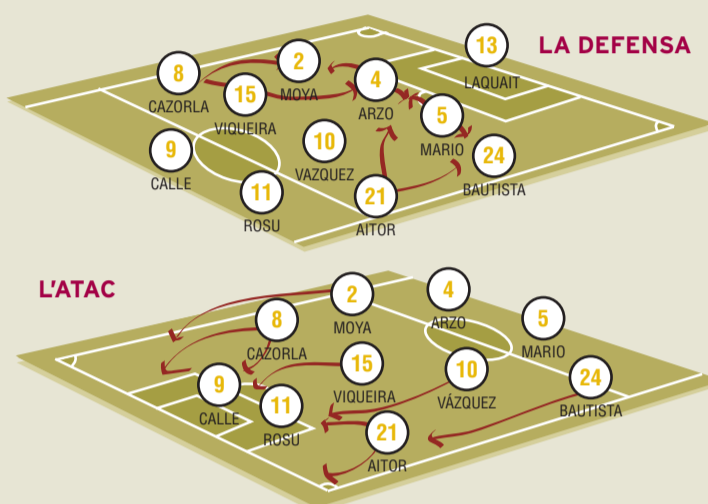 LA DEFENSA
13
LAQUAIT
2
MOYA
8
CAZORLA
4
ARZO
15
VIQUEIRA
5
MARIO
10
VAZQUEZ
9
CALLE
24
BAUTISTA
11
ROSU
21
AITOR
L'ATAC
2
MOYA
4
ARZO
8
CAZORLA
5
MARIO
15
VIQUEIRA
10
VÁZQUEZ
9
CALLE
24
BAUTISTA
11
ROSU
21
AITOR